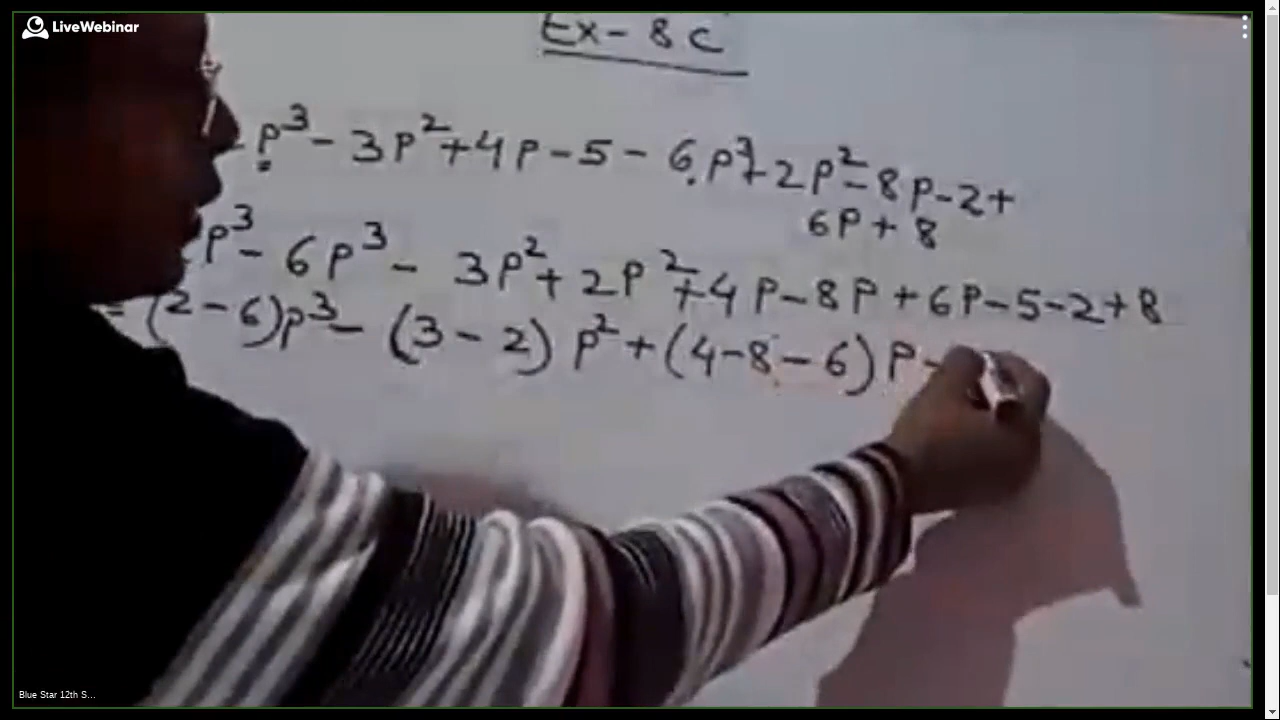 LiveWebinar
Ex - 8 C
p³ - 3p² + 4p - 5 - 6p³ + 2p² - 8p - 2 +
6p + 8
p³ - 6p³ - 3p² + 2p² + 4p - 8p + 6p - 5 - 2 + 8
= (2 - 6)p³ - (3 - 2) p² + (4 - 8 - 6) p -
Blue Star 12th S...